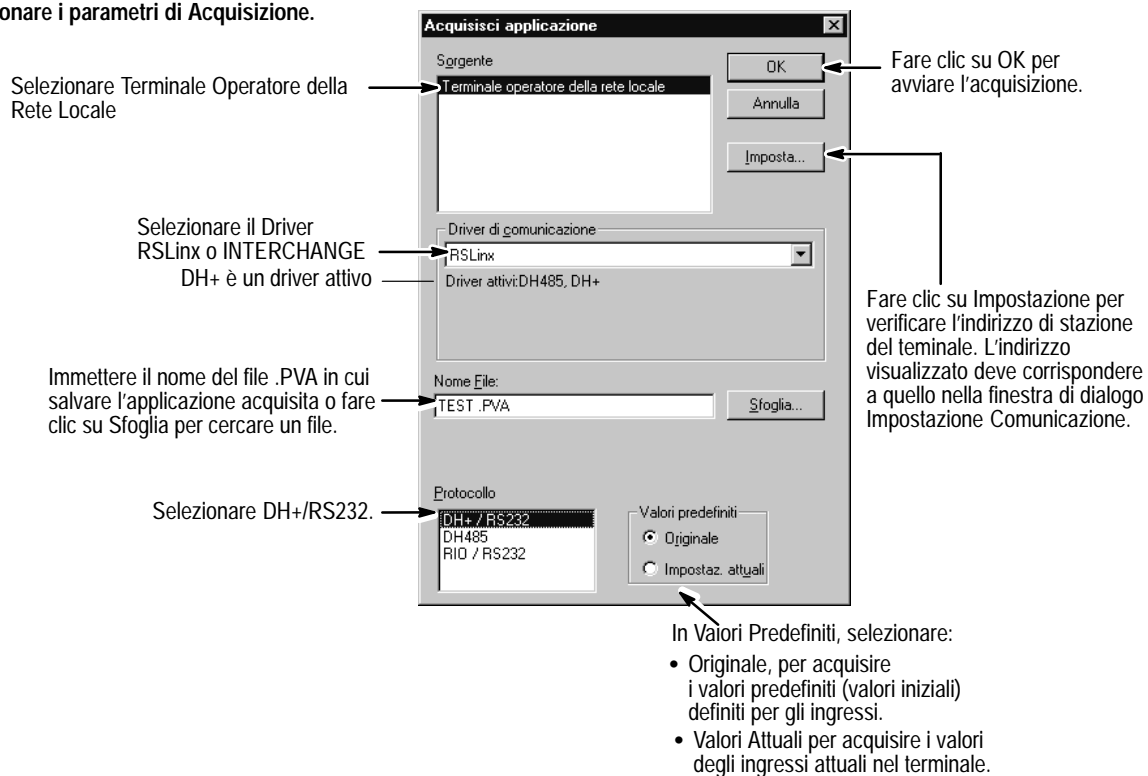 onare i parametri di Acquisizione.
Acquisisci applicazione
Selezionare Terminale Operatore della
Rete Locale
Sorgente
Terminale operatore della rete locale
OK
Annulla
Imposta...
Fare clic su OK per
avviare l'acquisizione.
Selezionare il Driver
RSLinx o INTERCHANGE
DH+ è un driver attivo
Driver di comunicazione
RSLinx
Driver attivi:DH485, DH+
Fare clic su Impostazione per
verificare l'indirizzo di stazione
del teminale. L'indirizzo
visualizzato deve corrispondere
a quello nella finestra di dialogo
Impostazione Comunicazione.
Immettere il nome del file .PVA in cui
salvare l'applicazione acquisita o fare
clic su Sfoglia per cercare un file.
Nome File:
TEST .PVA
Sfoglia...
Selezionare DH+/RS232.
Protocollo
DH+ / RS232
DH485
RIO / RS232
Valori predefiniti
Originale
Impostaz. attuali
In Valori Predefiniti, selezionare:
• Originale, per acquisire
i valori predefiniti (valori iniziali)
definiti per gli ingressi.
• Valori Attuali per acquisire i valori
degli ingressi attuali nel terminale.